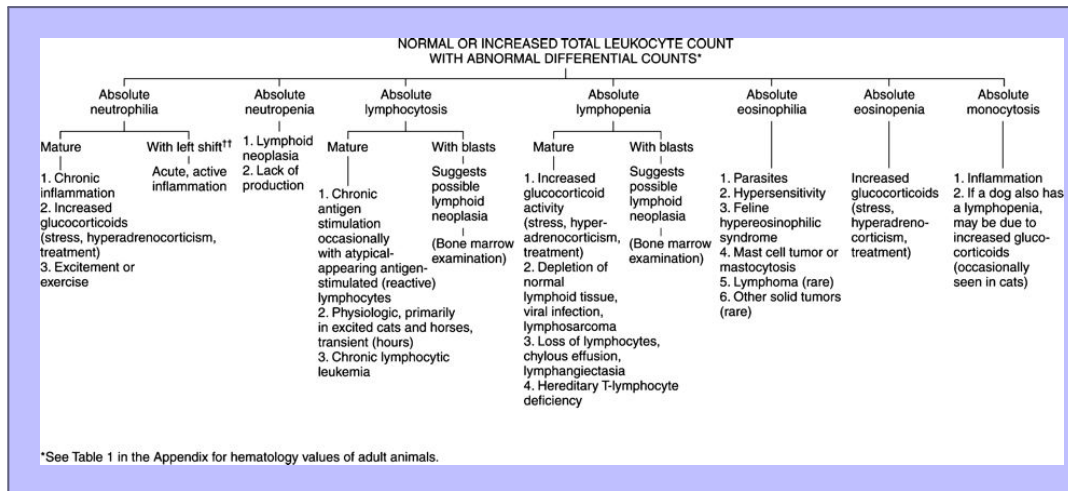 NORMAL OR INCREASED TOTAL LEUKOCYTE COUNT
WITH ABNORMAL DIFFERENTIAL COUNTS*
Absolute
neutrophilia
Mature
1. Chronic
inflammation
2. Increased
glucocorticoids
(stress, hyperadrenocorticism,
treatment)
3. Excitement or
exercise
With left shift††
Acute, active
inflammation
Absolute
neutropenia
1. Lymphoid
neoplasia
2. Lack of
production
Absolute
lymphocytosis
Mature
1. Chronic
antigen
stimulation
occasionally
with atypical-
appearing antigen-
stimulated (reactive)
lymphocytes
2. Physiologic, primarily
in excited cats and horses,
transient (hours)
3. Chronic lymphocytic
leukemia
With blasts
Suggests
possible
lymphoid
neoplasia
(Bone marrow
examination)
Absolute
lymphopenia
Mature
1. Increased
glucocorticoid
activity
(stress, hyper-
adrenocorticism,
treatment)
2. Depletion of
normal
lymphoid tissue,
viral infection,
lymphosarcoma
3. Loss of lymphocytes,
chylous effusion,
lymphangiectasia
4. Hereditary T-lymphocyte
deficiency
With blasts
Suggests
possible
lymphoid
neoplasia
(Bone marrow
examination)
Absolute
eosinophilia
1. Parasites
2. Hypersensitivity
3. Feline
hypereosinophilic
syndrome
4. Mast cell tumor or
mastocytosis
5. Lymphoma (rare)
6. Other solid tumors
(rare)
Absolute
eosinopenia
Increased
glucocorticoids
(stress,
hyperadreno-
corticism,
treatment)
Absolute
monocytosis
1. Inflammation
2. If a dog also has
a lymphopenia,
may be due to
increased gluco-
corticoids
(occasionally
seen in cats)
*See Table 1 in the Appendix for hematology values of adult animals.